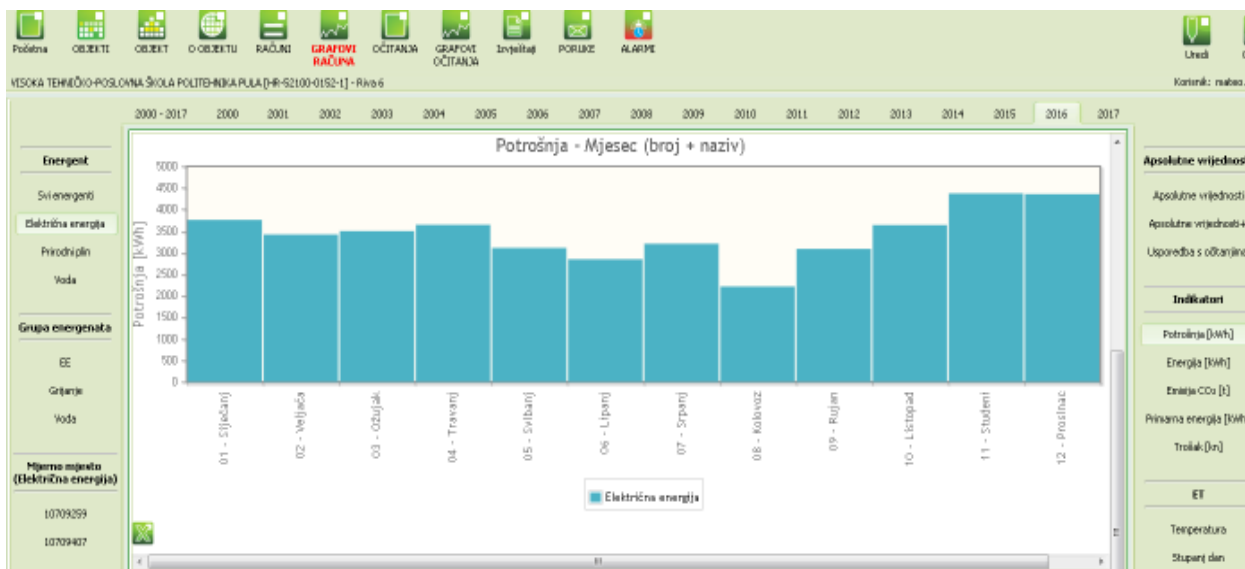 Početna OBJEKTI OBJEKT O OBJEKTU RAČUNI GRAFOVI RAČUNA OČITANJA GRAFOVI OČITANJA Izvještaji PORUKE ALARMI Uredi
VISOKA TEHNIČKO-POSLOVNA ŠKOLA POLITEHNIKA PULA [HR-52100-0152-1] - Riva 6
Korisnik: mateo.
2000 - 2017 2000 2001 2002 2003 2004 2005 2006 2007 2008 2009 2010 2011 2012 2013 2014 2015 2016 2017
Energent
Svi energenti
Električna energija
Prirodni plin
Voda
Grupa energenata
EE
Grijanje
Voda
Mjerno mjesto
(Električna energija)
10709259
10709407
Potrošnja - Mjesec (broj + naziv)
Potrošnja [kWh]
5000
4500
4000
3500
3000
2500
2000
1500
1000
500
0
01 - Siječanj
02 - Veljača
03 - Ožujak
04 - Travanj
05 - Svibanj
06 - Lipanj
07 - Srpanj
08 - Kolovoz
09 - Rujan
10 - Listopad
11 - Studeni
12 - Prosinac
Električna energija
Apsolutne vrijednost
Apsolutne vrijednosti
Apsolutne vrijednosti+
Usporedba s očitanjima
Indikatori
Potrošnja [kWh]
Energija [kWh]
Emisija CO₂ [t]
Primarna energija [kWh
Trošak [kn]
ET
Temperatura
Stupanj dan